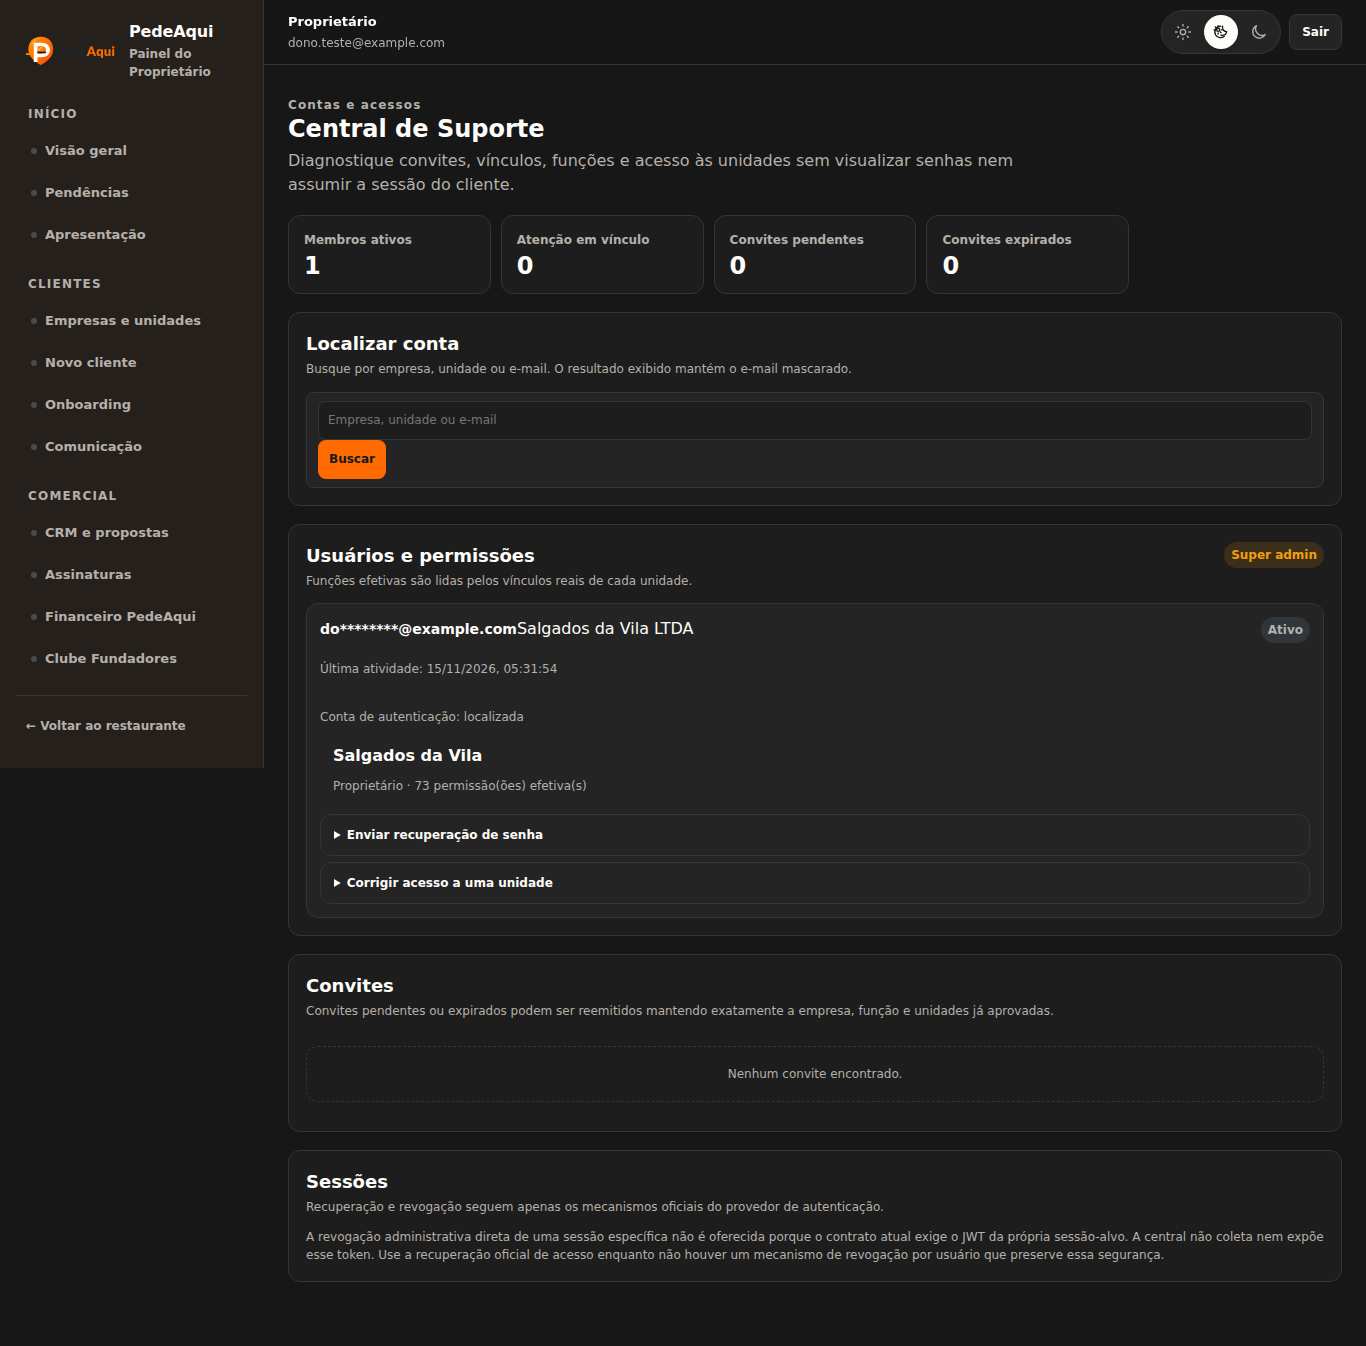 P
Aqui
PedeAqui
Painel do
Proprietário
INÍCIO
Visão geral
Pendências
Apresentação
CLIENTES
Empresas e unidades
Novo cliente
Onboarding
Comunicação
COMERCIAL
CRM e propostas
Assinaturas
Financeiro PedeAqui
Clube Fundadores
← Voltar ao restaurante
Proprietário
dono.teste@example.com
Sair
Contas e acessos
Central de Suporte
Diagnostique convites, vínculos, funções e acesso às unidades sem visualizar senhas nem
assumir a sessão do cliente.
Membros ativos
1
Atenção em vínculo
0
Convites pendentes
0
Convites expirados
0
Localizar conta
Busque por empresa, unidade ou e-mail. O resultado exibido mantém o e-mail mascarado.
Empresa, unidade ou e-mail
Buscar
Usuários e permissões
Super admin
Funções efetivas são lidas pelos vínculos reais de cada unidade.
do********@example.comSalgados da Vila LTDA
Ativo
Última atividade: 15/11/2026, 05:31:54
Conta de autenticação: localizada
Salgados da Vila
Proprietário · 73 permissão(ões) efetiva(s)
Enviar recuperação de senha
Corrigir acesso a uma unidade
Convites
Convites pendentes ou expirados podem ser reemitidos mantendo exatamente a empresa, função e unidades já aprovadas.
Nenhum convite encontrado.
Sessões
Recuperação e revogação seguem apenas os mecanismos oficiais do provedor de autenticação.
A revogação administrativa direta de uma sessão específica não é oferecida porque o contrato atual exige o JWT da própria sessão-alvo. A central não coleta nem expõe
esse token. Use a recuperação oficial de acesso enquanto não houver um mecanismo de revogação por usuário que preserve essa segurança.